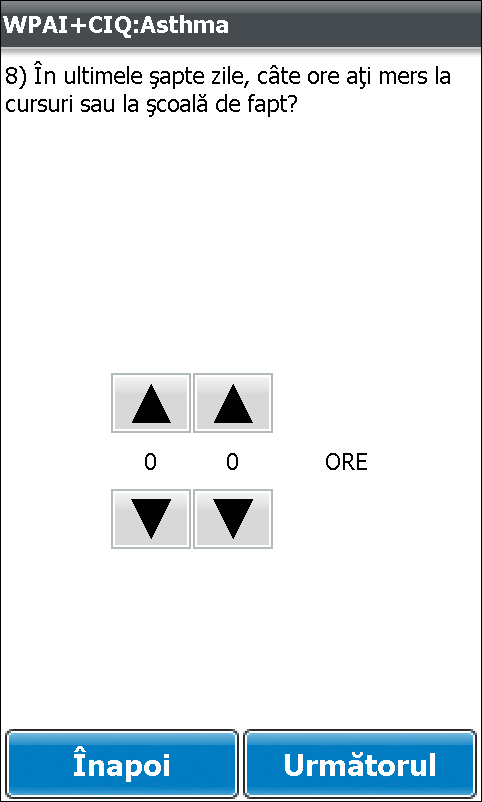 WPAI+CIQ:Asthma
8) În ultimele şapte zile, câte ore aţi mers la
cursuri sau la şcoală de fapt?
0 0 ORE
Înapoi Următorul